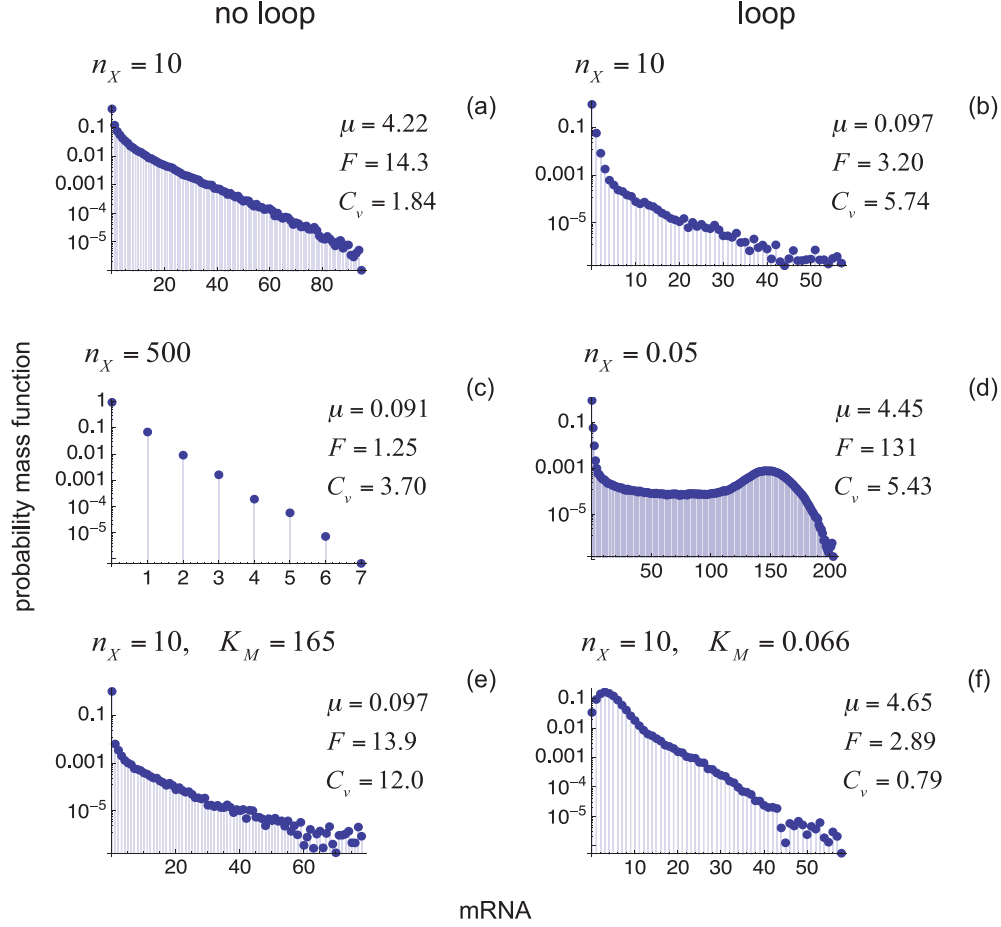 no loop
loop
n_X = 10
(a)
μ = 4.22
F = 14.3
C_v = 1.84
0.1
0.01
0.001
10^-4
10^-5
20 40 60 80
n_X = 10
(b)
μ = 0.097
F = 3.20
C_v = 5.74
0.1
0.001
10^-5
10 20 30 40 50
probability mass function
n_X = 500
(c)
μ = 0.091
F = 1.25
C_v = 3.70
1
0.1
0.01
0.001
10^-4
10^-5
1 2 3 4 5 6 7
n_X = 0.05
(d)
μ = 4.45
F = 131
C_v = 5.43
0.1
0.001
10^-5
50 100 150 200
n_X = 10, K_M = 165
(e)
μ = 0.097
F = 13.9
C_v = 12.0
0.1
0.001
10^-5
20 40 60
n_X = 10, K_M = 0.066
(f)
μ = 4.65
F = 2.89
C_v = 0.79
0.1
0.01
0.001
10^-4
10^-5
10 20 30 40 50
mRNA